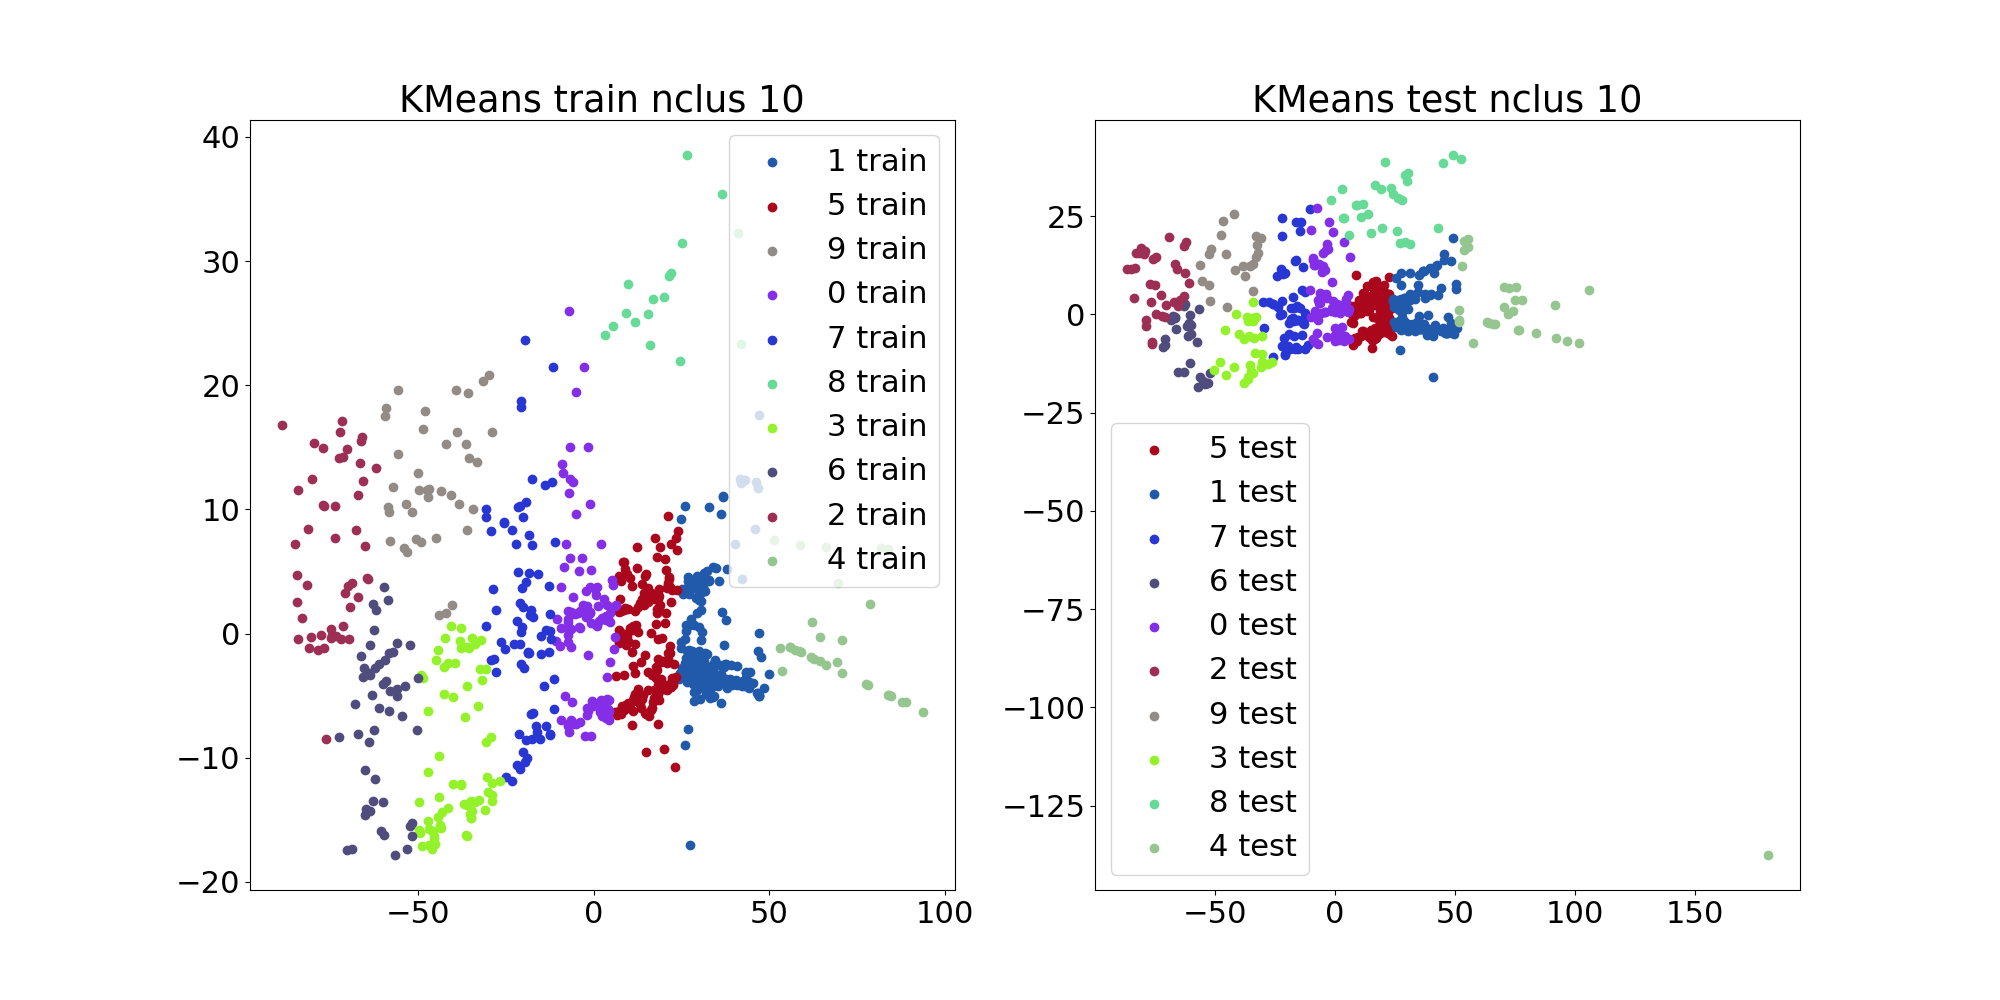 KMeans train nclus 10
40
30
20
10
0
−10
−20
−50
0
50
100
1 train
5 train
9 train
0 train
7 train
8 train
3 train
6 train
2 train
4 train
KMeans test nclus 10
25
0
−25
−50
−75
−100
−125
−50
0
50
100
150
5 test
1 test
7 test
6 test
0 test
2 test
9 test
3 test
8 test
4 test